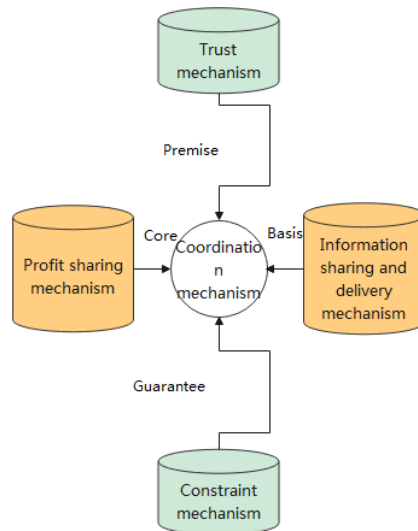 Trust
mechanism
Premise
Core
Basis
Profit sharing
mechanism
Coordinatio
n
mechanism
Information
sharing and
delivery
mechanism
Guarantee
Constraint
mechanism